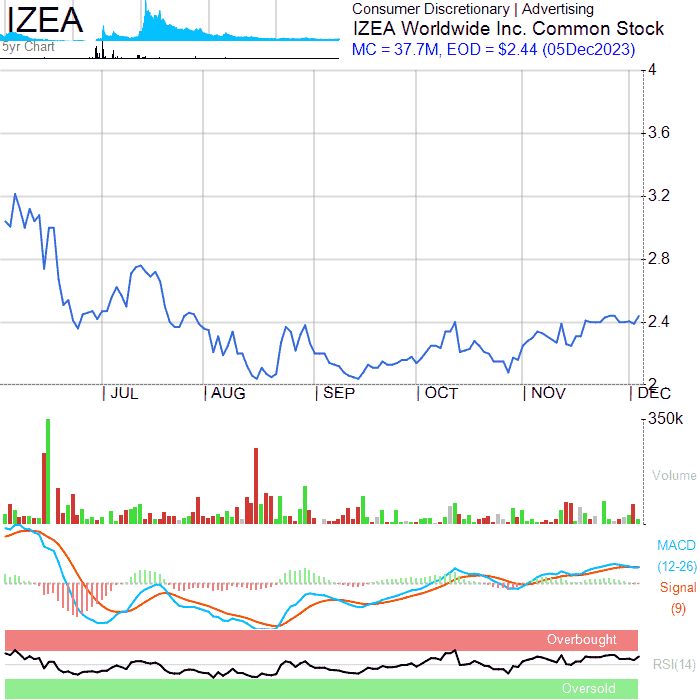 IZEA
5yr Chart
Consumer Discretionary | Advertising
IZEA Worldwide Inc. Common Stock
MC = 37.7M, EOD = $2.44 (05Dec2023)
4
3.6
3.2
2.8
2.4
2
JUL AUG SEP OCT NOV DEC
350k
Volume
MACD
(12-26)
Signal
(9)
Overbought
RSI(14)
Oversold